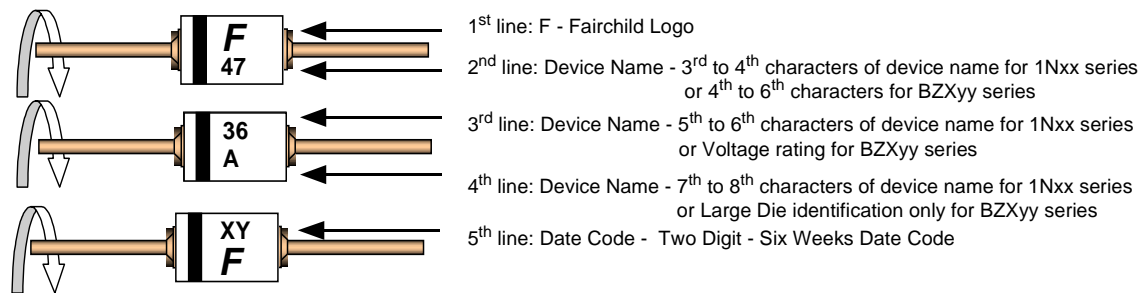 F
47
36
A
XY
F
1st line: F - Fairchild Logo
2nd line: Device Name - 3rd to 4th characters of device name for 1Nxx series
or 4th to 6th characters for BZXyy series
3rd line: Device Name - 5th to 6th characters of device name for 1Nxx series
or Voltage rating for BZXyy series
4th line: Device Name - 7th to 8th characters of device name for 1Nxx series
or Large Die identification only for BZXyy series
5th line: Date Code - Two Digit - Six Weeks Date Code